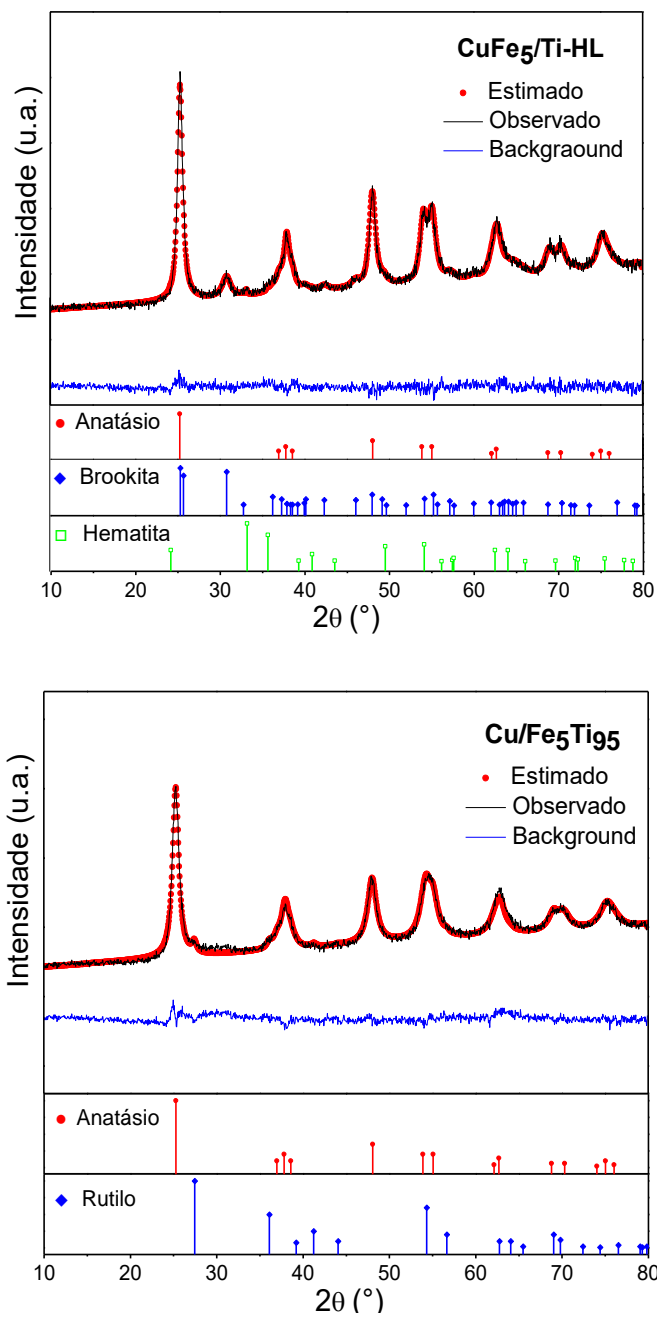 CuFe5/Ti-HL
Estimado
Observado
Backgraound
Intensidade (u.a.)
Anatásio
Brookita
Hematita
10 20 30 40 50 60 70 80
2θ (°)
Cu/Fe5Ti95
Estimado
Observado
Background
Intensidade (u.a.)
Anatásio
Rutilo
10 20 30 40 50 60 70 80
2θ (°)